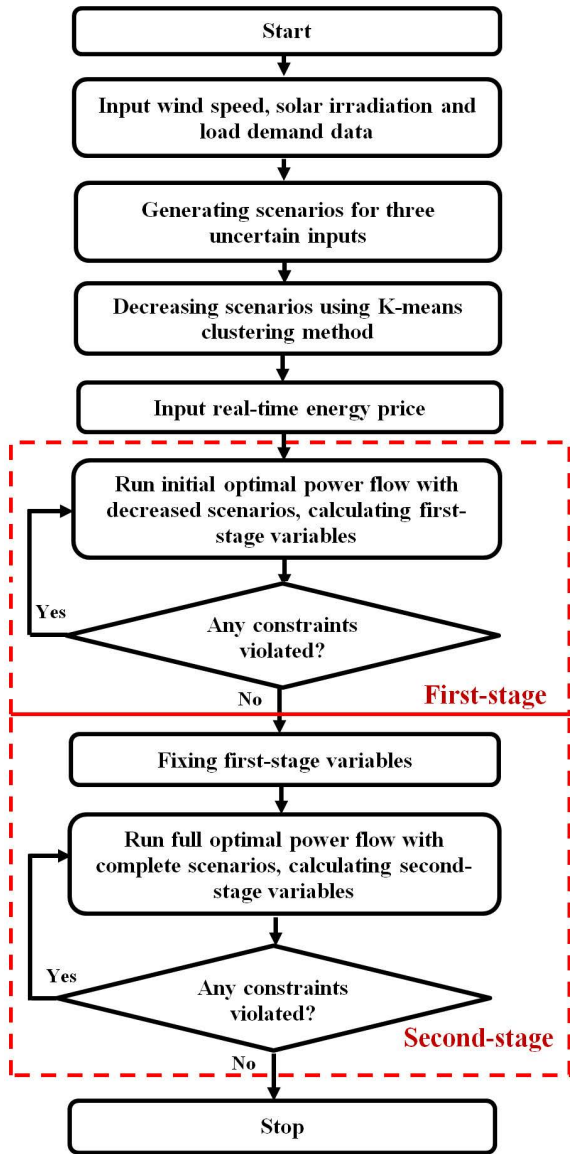 Start
Input wind speed, solar irradiation and
load demand data
Generating scenarios for three
uncertain inputs
Decreasing scenarios using K-means
clustering method
Input real-time energy price
Run initial optimal power flow with
decreased scenarios, calculating first-
stage variables
Yes
Any constraints
violated?
No
First-stage
Fixing first-stage variables
Run full optimal power flow with
complete scenarios, calculating second-
stage variables
Yes
Any constraints
violated?
Second-stage
No
Stop